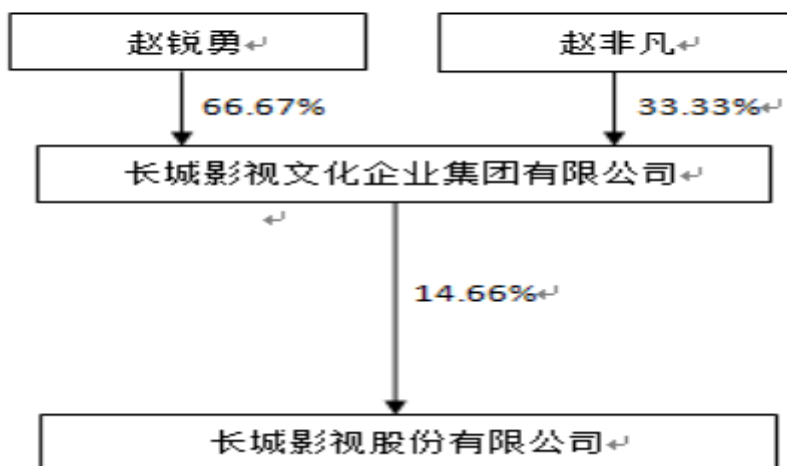 赵锐勇↵
赵非凡↵
66.67%
33.33%↵
长城影视文化企业集团有限公司↵
↵
14.66%↵
长城影视股份有限公司↵